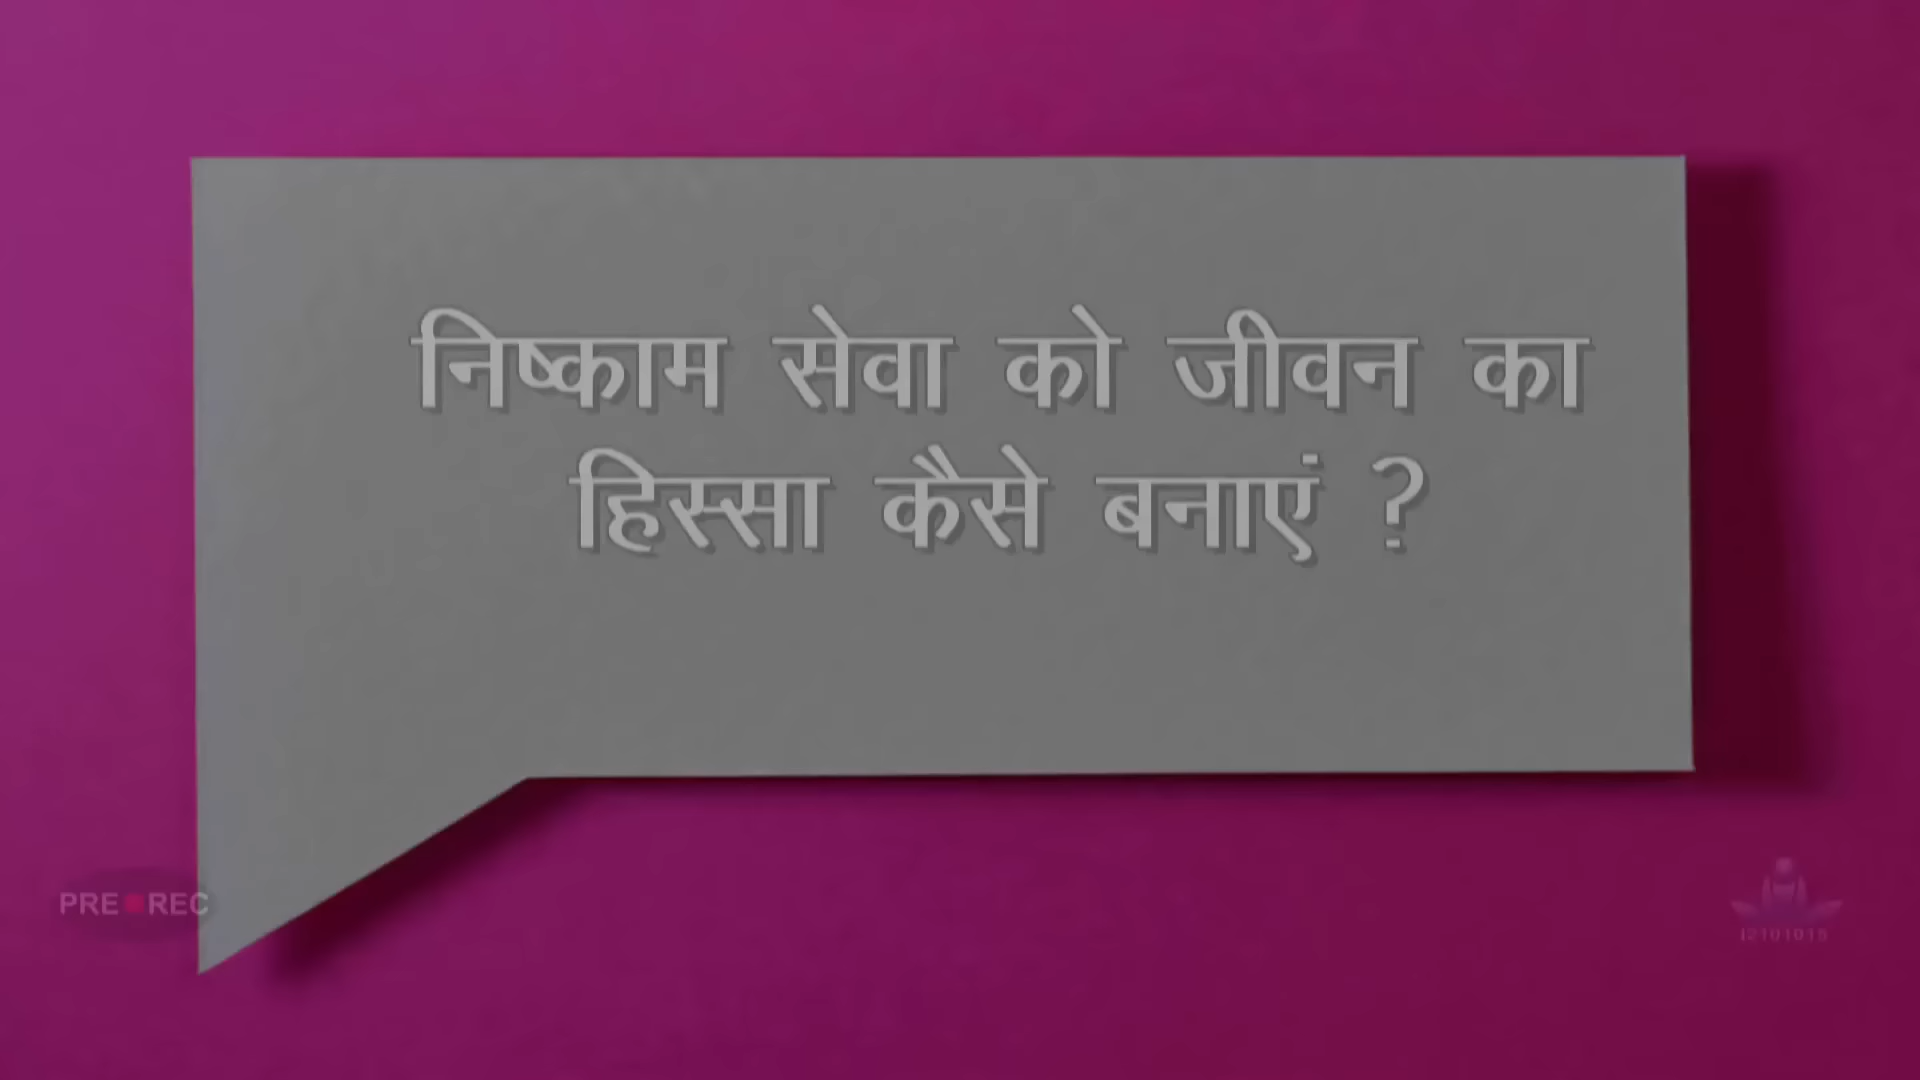 निष्काम सेवा को जीवन का
हिस्सा कैसे बनाएं ?
PRE REC